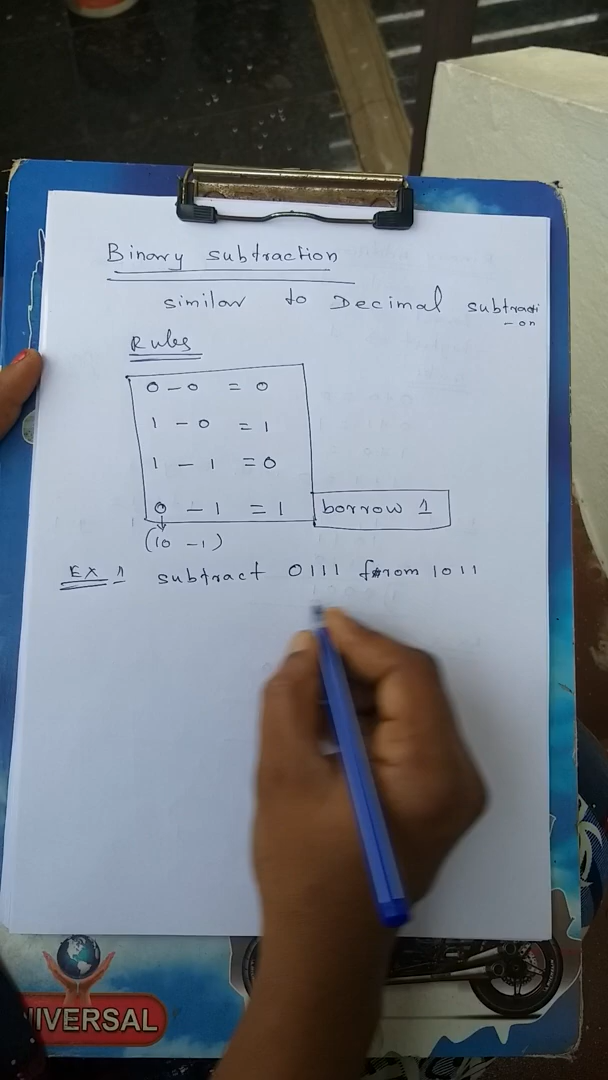 Binary subtraction
similar to Decimal subtracti
-on
Rules
0 - 0 = 0
1 - 0 = 1
1 - 1 = 0
0 - 1 = 1 borrow 1
(10 - 1)
EX 1 subtract 0111 from 1011
IVERSAL